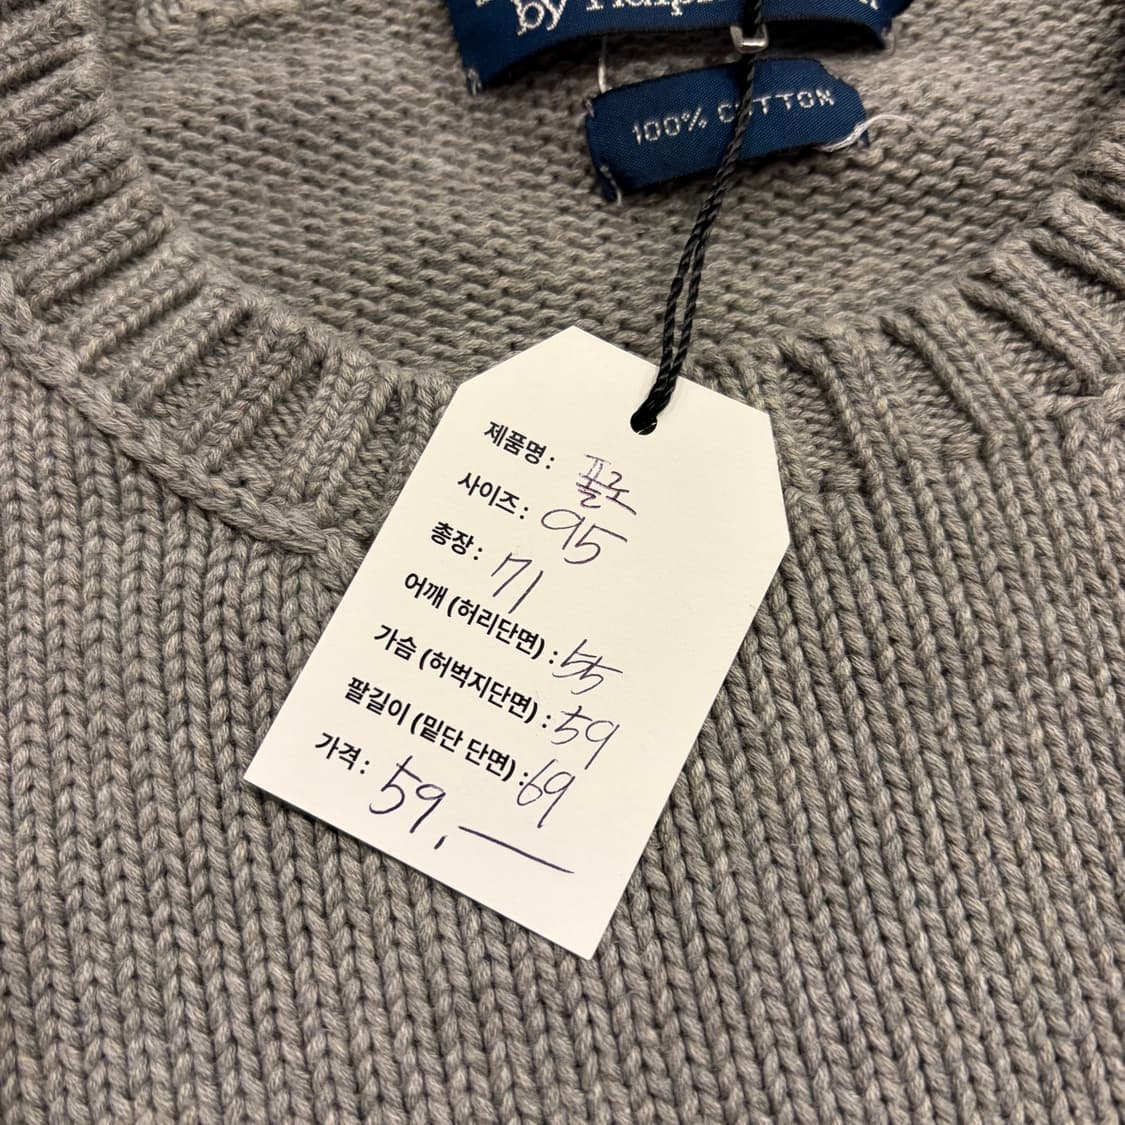 by Ralph
100% COTTON
제품명 : 폴로
사이즈 : 95
총장 : 71
어깨 (허리단면) : 55
가슴 (허벅지단면) : 59
팔길이 (밑단 단면) : 69
가격 : 59,—